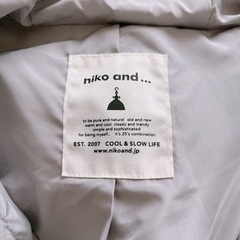 niko and...
to be pure and natural old and new
warm and cool classic and trendy
simple and sophisticated
for being myself.. it's 25's combination
EST. 2007 COOL & SLOW LIFE
www.nikoand.jp